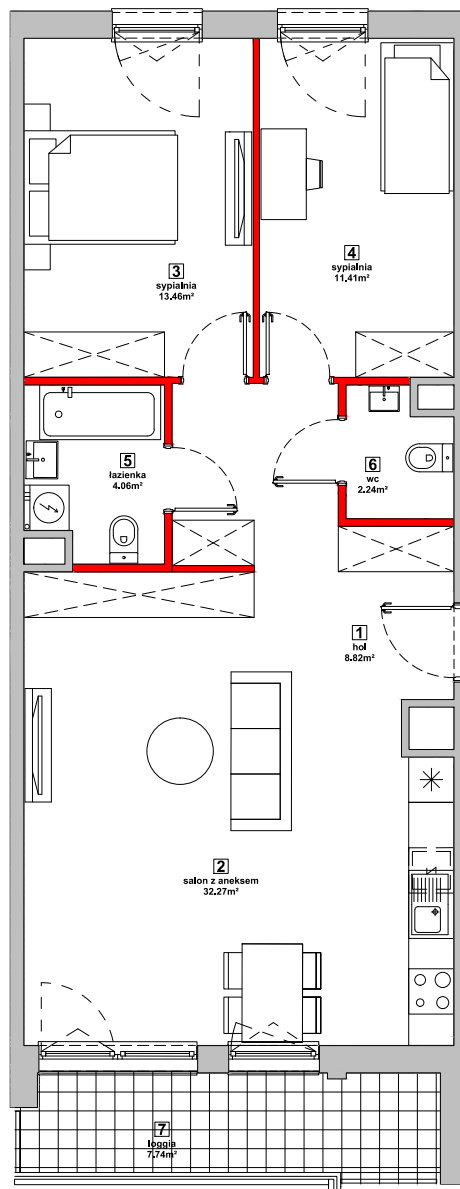 3
sypialnia
13.46m²
4
sypialnia
11.41m²
5
łazienka
4.06m²
6
wc
2.24m²
1
hol
8.82m²
2
salon z aneksem
32.27m²
7
loggia
7.74m²